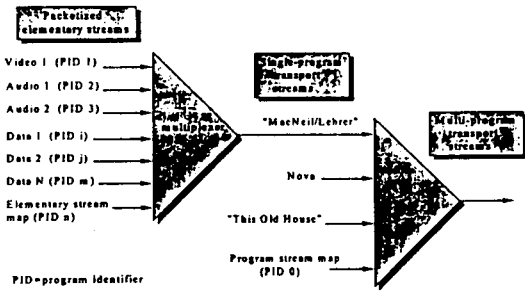 Packetized
elementary streams
Video 1 (PID 1)
Audio 1 (PID 2)
Audio 2 (PID 3)
Data 1 (PID i)
Data 2 (PID j)
Data N (PID m)
Elementary stream
map (PID n)
multiplexer
Single-program
transport
streams
"MacNeil/Lehrer"
Nova
"This Old House"
Program stream map
(PID 0)
Multi-program
transport
streams
PID=program identifier